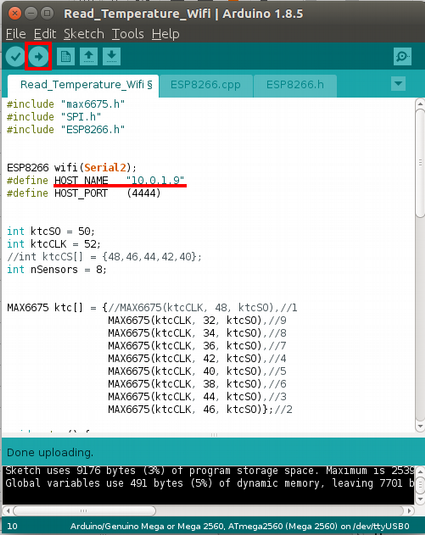 Read_Temperature_Wifi | Arduino 1.8.5
File Edit Sketch Tools Help
Read_Temperature_Wifi § ESP8266.cpp ESP8266.h
#include "max6675.h"
#include "SPI.h"
#include "ESP8266.h"
ESP8266 wifi(Serial2);
#define HOST_NAME "10.0.1.9"
#define HOST_PORT (4444)
int ktcSO = 50;
int ktcCLK = 52;
//int ktcCS[] = {48,46,44,42,40};
int nSensors = 8;
MAX6675 ktc[] = {//MAX6675(ktcCLK, 48, ktcSO),//1
MAX6675(ktcCLK, 32, ktcSO),//9
MAX6675(ktcCLK, 34, ktcSO),//8
MAX6675(ktcCLK, 36, ktcSO),//7
MAX6675(ktcCLK, 42, ktcSO),//4
MAX6675(ktcCLK, 40, ktcSO),//5
MAX6675(ktcCLK, 38, ktcSO),//6
MAX6675(ktcCLK, 44, ktcSO),//3
MAX6675(ktcCLK, 46, ktcSO)};//2
Done uploading.
Sketch uses 9176 bytes (3%) of program storage space. Maximum is 2539
Global variables use 491 bytes (5%) of dynamic memory, leaving 7701 b
10 Arduino/Genuino Mega or Mega 2560, ATmega2560 (Mega 2560) on /dev/ttyUSB0